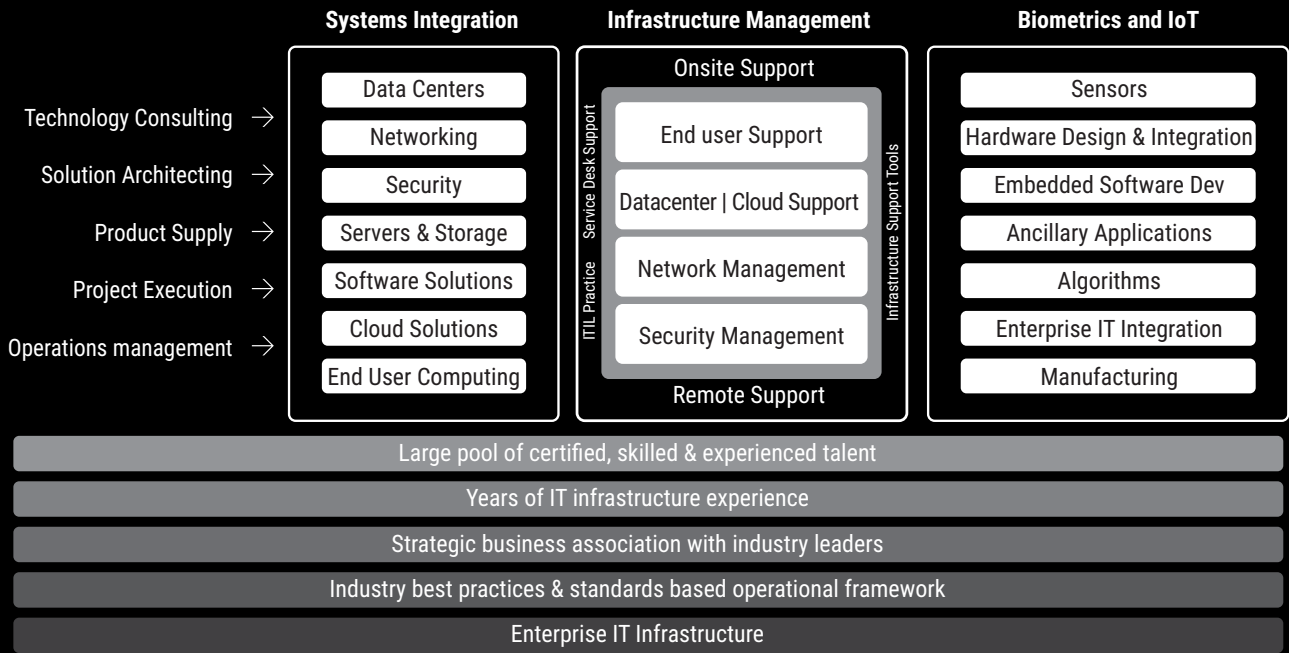 Systems Integration
Infrastructure Management
Biometrics and IoT
Technology Consulting
Solution Architecting
Product Supply
Project Execution
Operations management
Data Centers
Networking
Security
Servers & Storage
Software Solutions
Cloud Solutions
End User Computing
Onsite Support
Service Desk Support
ITIL Practice
End user Support
Datacenter | Cloud Support
Network Management
Security Management
Infrastructure Support Tools
Remote Support
Sensors
Hardware Design & Integration
Embedded Software Dev
Ancillary Applications
Algorithms
Enterprise IT Integration
Manufacturing
Large pool of certified, skilled & experienced talent
Years of IT infrastructure experience
Strategic business association with industry leaders
Industry best practices & standards based operational framework
Enterprise IT Infrastructure